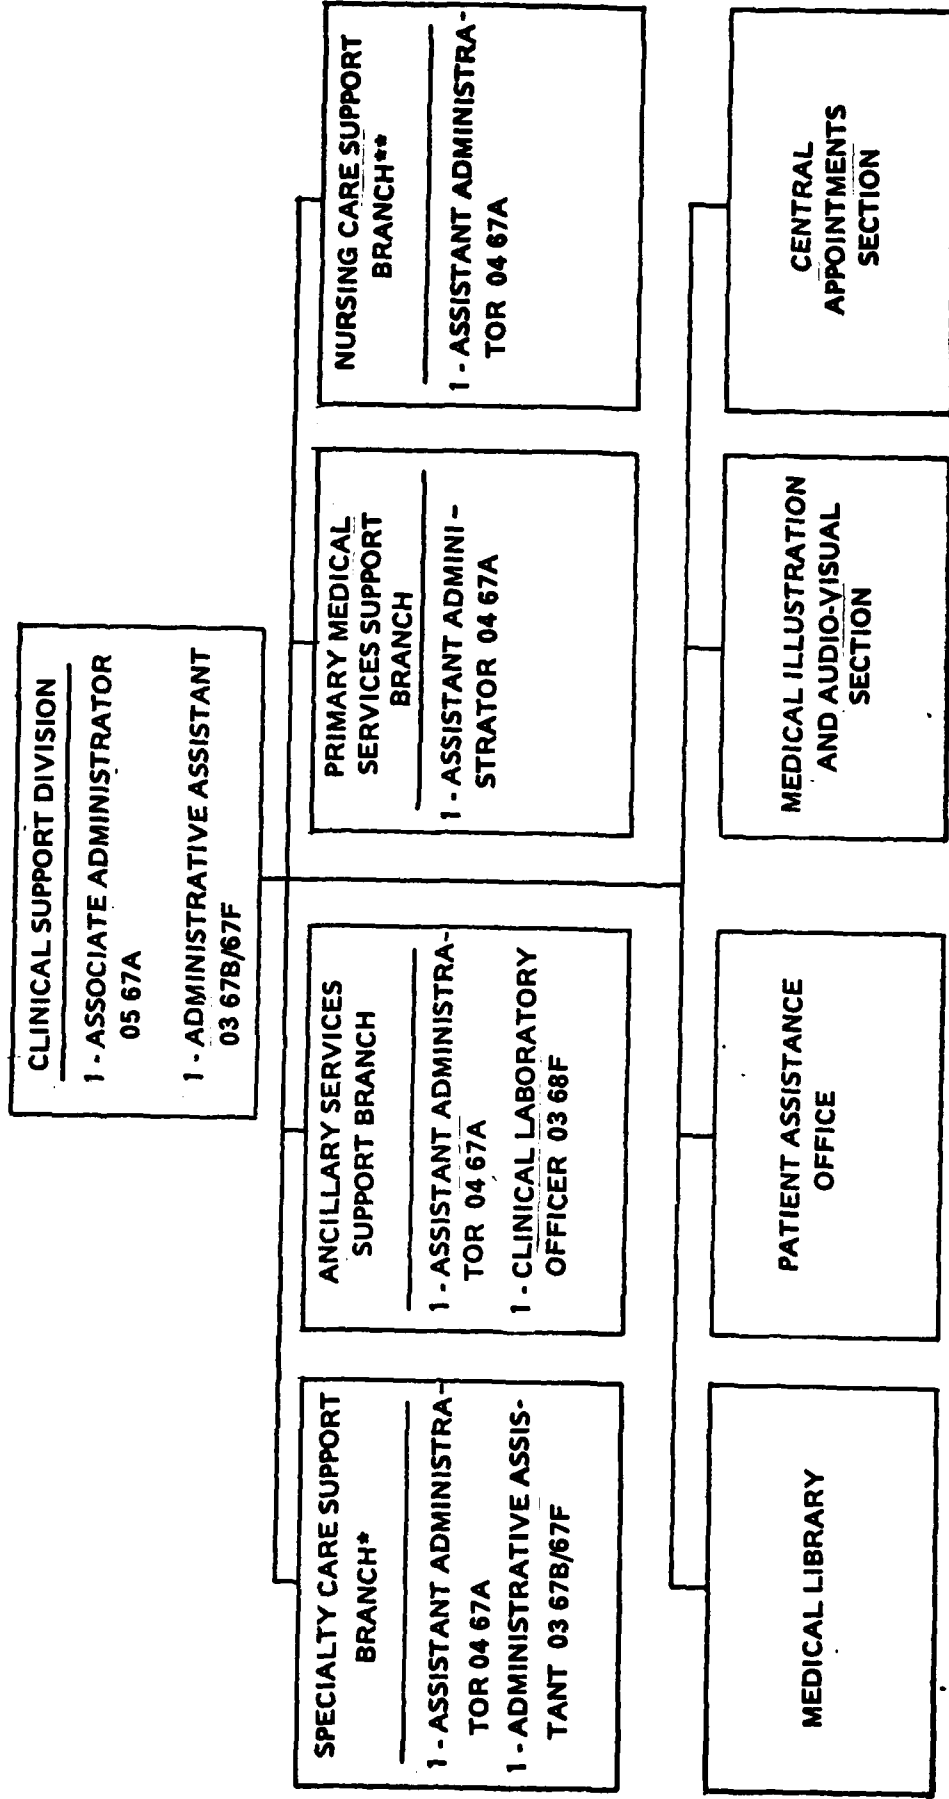 CLINICAL SUPPORT DIVISION
1 - ASSOCIATE ADMINISTRATOR
05 67A
1 - ADMINISTRATIVE ASSISTANT
03 67B/67F
SPECIALTY CARE SUPPORT
BRANCH*
1 - ASSISTANT ADMINISTRA-
TOR 04 67A
1 - ADMINISTRATIVE ASSIS-
TANT 03 67B/67F
ANCILLARY SERVICES
SUPPORT BRANCH
1 - ASSISTANT ADMINISTRA-
TOR 04 67A
1 - CLINICAL LABORATORY
OFFICER 03 68F
PRIMARY MEDICAL
SERVICES SUPPORT
BRANCH
1 - ASSISTANT ADMINI-
STRATOR 04 67A
NURSING CARE SUPPORT
BRANCH**
1 - ASSISTANT ADMINISTRA-
TOR 04 67A
MEDICAL LIBRARY
PATIENT ASSISTANCE
OFFICE
MEDICAL ILLUSTRATION
AND AUDIO-VISUAL
SECTION
CENTRAL
APPOINTMENTS
SECTION